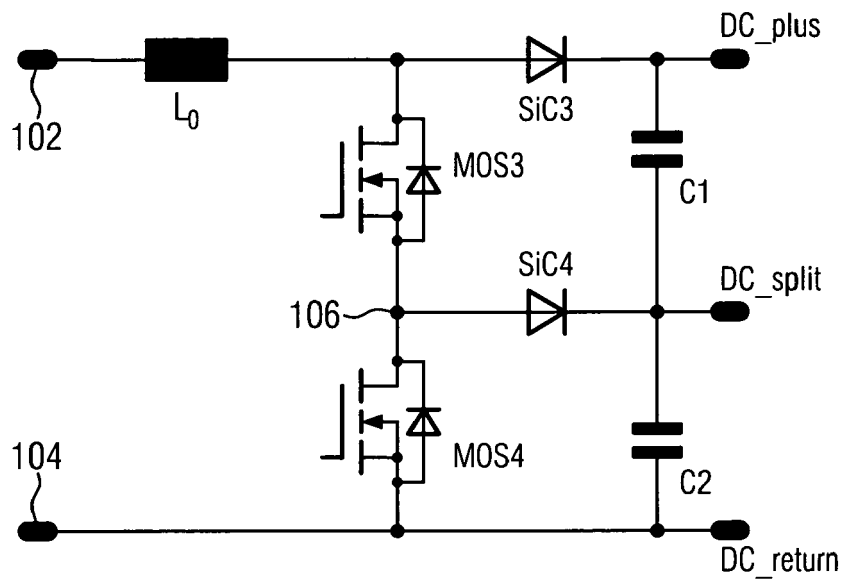 DC_plus
102
L0
SiC3
MOS3
C1
SiC4
DC_split
106
104
MOS4
C2
DC_return